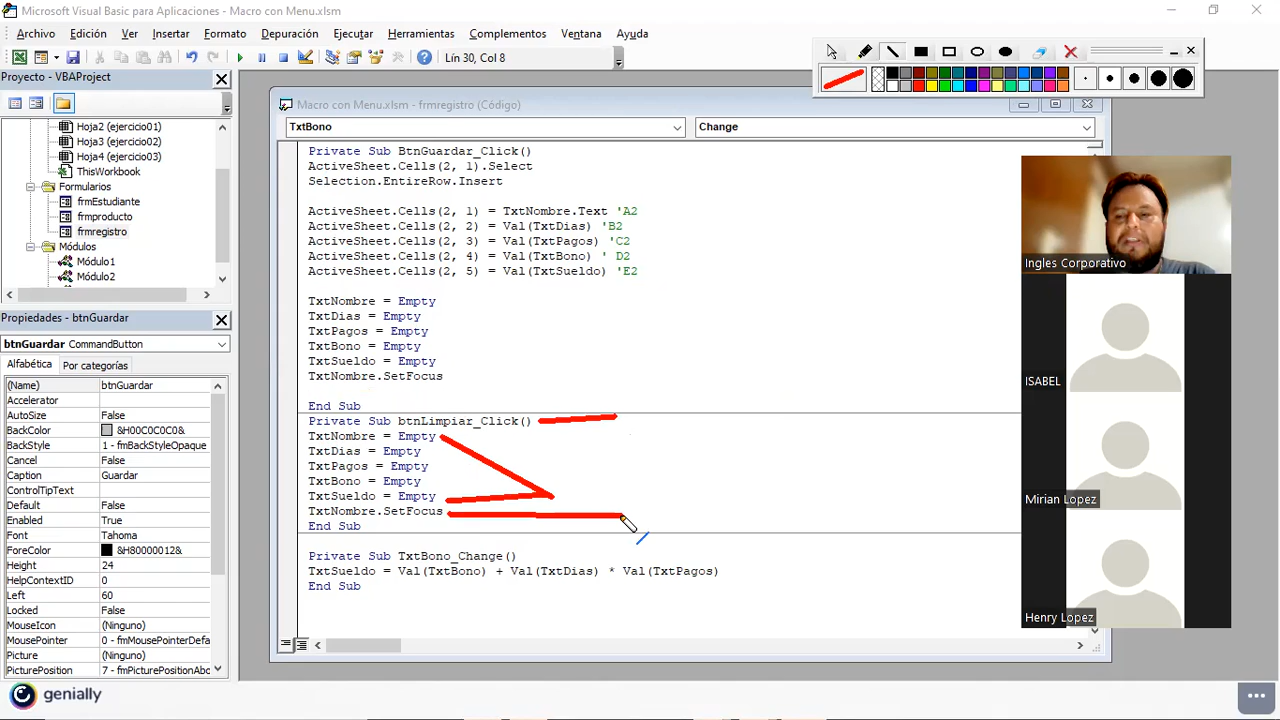 Microsoft Visual Basic para Aplicaciones - Macro con Menu.xlsm
Archivo Edición Ver Insertar Formato Depuración Ejecutar Herramientas Complementos Ventana Ayuda
Lín 30, Col 8
Proyecto - VBAProject
Hoja2 (ejercicio01)
Hoja3 (ejercicio02)
Hoja4 (ejercicio03)
ThisWorkbook
Formularios
frmEstudiante
frmproducto
frmregistro
Módulos
Módulo1
Módulo2
Propiedades - btnGuardar
btnGuardar CommandButton
Alfabética Por categorías
(Name) btnGuardar
Accelerator
AutoSize False
BackColor &H00C0C0C0&
BackStyle 1 - fmBackStyleOpaque
Cancel False
Caption Guardar
ControlTipText
Default False
Enabled True
Font Tahoma
ForeColor &H80000012&
Height 24
HelpContextID 0
Left 60
Locked False
MouseIcon (Ninguno)
MousePointer 0 - fmMousePointerDefa
Picture (Ninguno)
PicturePosition 7 - fmPicturePositionAbo
Macro con Menu.xlsm - frmregistro (Código)
TxtBono Change
Private Sub btnGuardar_Click()
ActiveSheet.Cells(2, 1).Select
Selection.EntireRow.Insert
ActiveSheet.Cells(2, 1) = TxtNombre.Text 'A2
ActiveSheet.Cells(2, 2) = Val(TxtDias) 'B2
ActiveSheet.Cells(2, 3) = Val(TxtPagos) 'C2
ActiveSheet.Cells(2, 4) = Val(TxtBono) ' D2
ActiveSheet.Cells(2, 5) = Val(TxtSueldo) 'E2
TxtNombre = Empty
TxtDias = Empty
TxtPagos = Empty
TxtBono = Empty
TxtSueldo = Empty
TxtNombre.SetFocus
End Sub
Private Sub btnLimpiar_Click()
TxtNombre = Empty
TxtDias = Empty
TxtPagos = Empty
TxtBono = Empty
TxtSueldo = Empty
TxtNombre.SetFocus
End Sub
Private Sub TxtBono_Change()
TxtSueldo = Val(TxtBono) + Val(TxtDias) * Val(TxtPagos)
End Sub
Ingles Corporativo
ISABEL
Mirian Lopez
Henry Lopez
genially